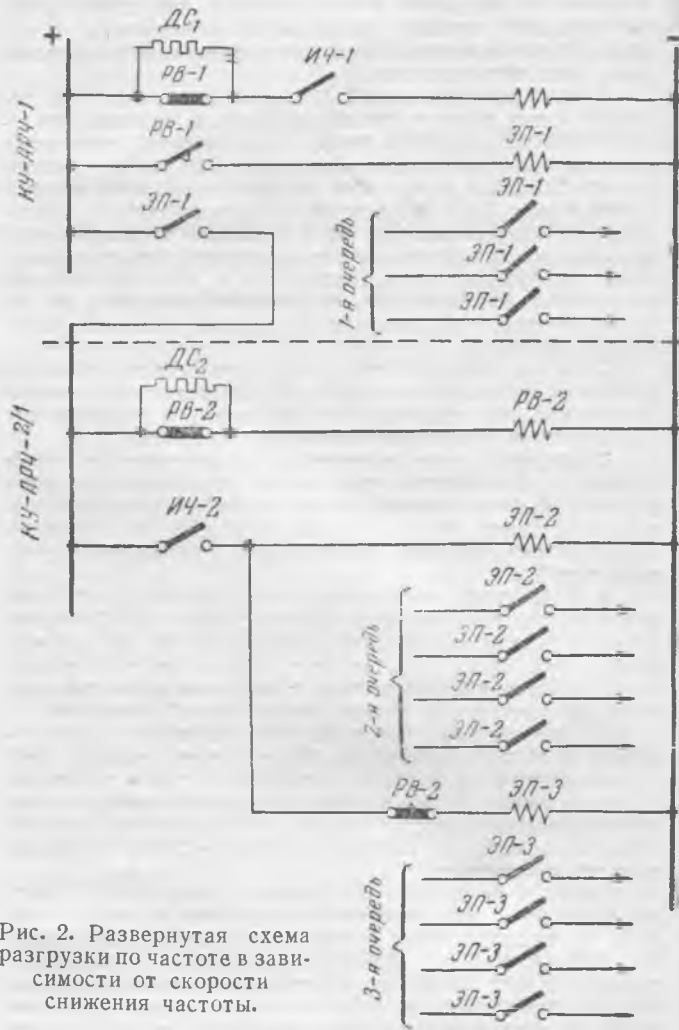 +
–
ДС₁
РВ-1
ИЧ-1
КУ-АРЧ-1
РВ-1
ЭП-1
ЭП-1
ЭП-1
ЭП-1
ЭП-1
1-я очередь
ДС₂
РВ-2
РВ-2
КУ-АРЧ-2/1
ИЧ-2
ЭП-2
ЭП-2
ЭП-2
ЭП-2
ЭП-2
2-я очередь
РВ-2
ЭП-3
ЭП-3
ЭП-3
ЭП-3
ЭП-3
3-я очередь
Рис. 2. Развернутая схема
разгрузки по частоте в зави-
симости от скорости
снижения частоты.